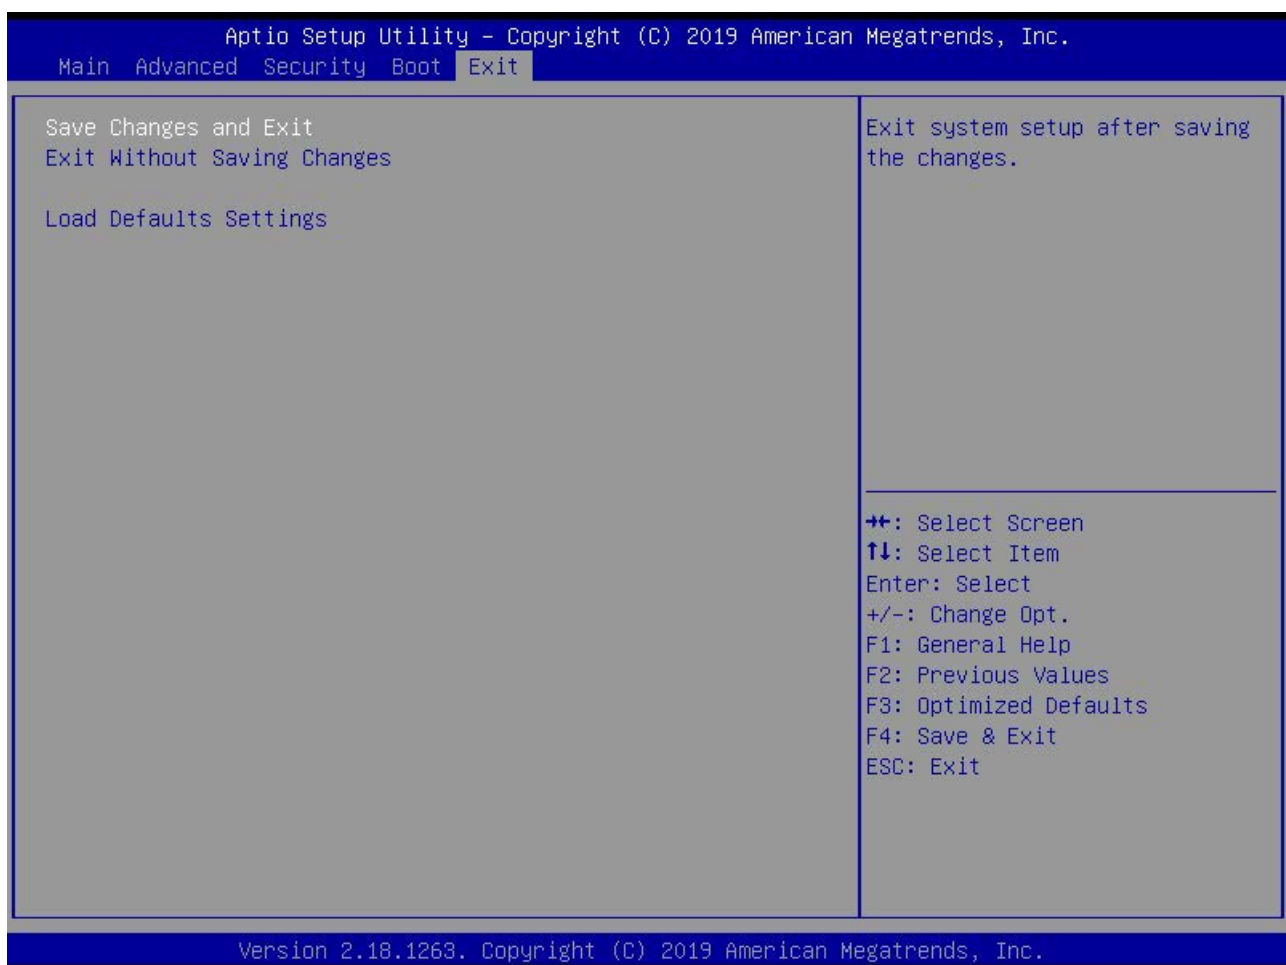 Aptio Setup Utility – Copyright (C) 2019 American Megatrends, Inc.
Main Advanced Security Boot Exit
Save Changes and Exit
Exit Without Saving Changes
Load Defaults Settings
Exit system setup after saving
the changes.
→←: Select Screen
↑↓: Select Item
Enter: Select
+/-: Change Opt.
F1: General Help
F2: Previous Values
F3: Optimized Defaults
F4: Save & Exit
ESC: Exit
Version 2.18.1263. Copyright (C) 2019 American Megatrends, Inc.